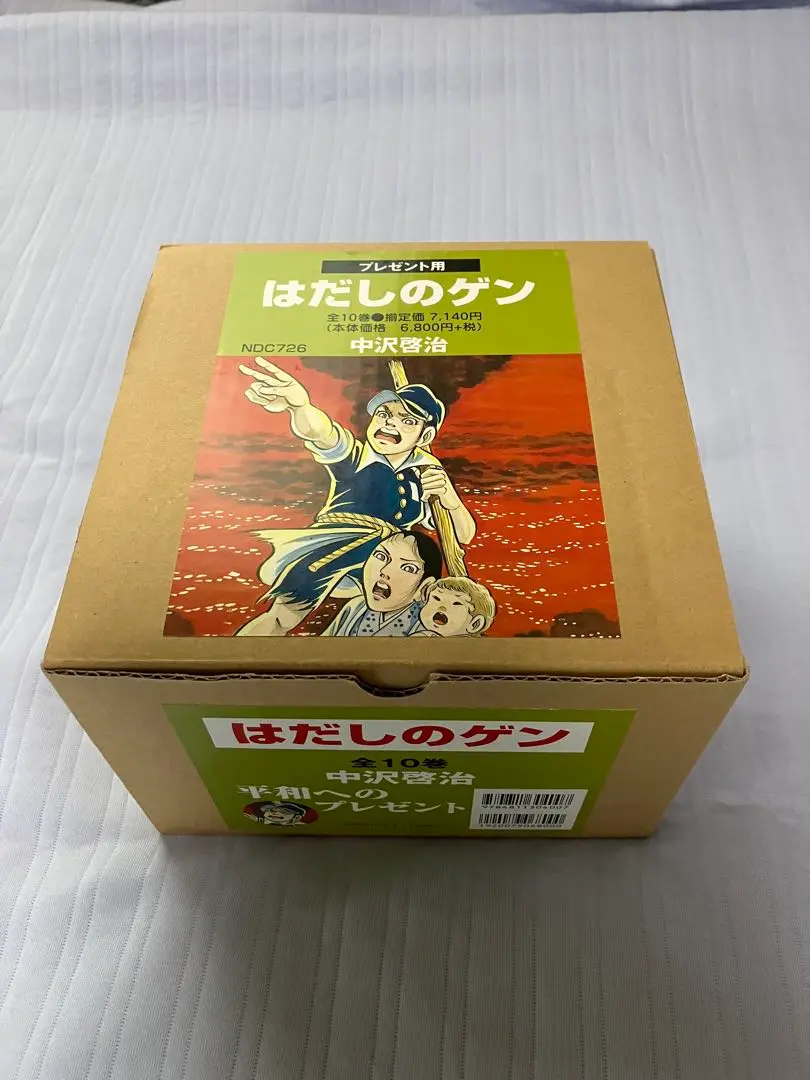 プレゼント用
はだしのゲン
全10巻●揃定価 7,140円
(本体価格 6,800円+税)
NDC726 中沢啓治
はだしのゲン
全10巻
中沢啓治
平和への
プレゼント
9784811304007
1920079068000